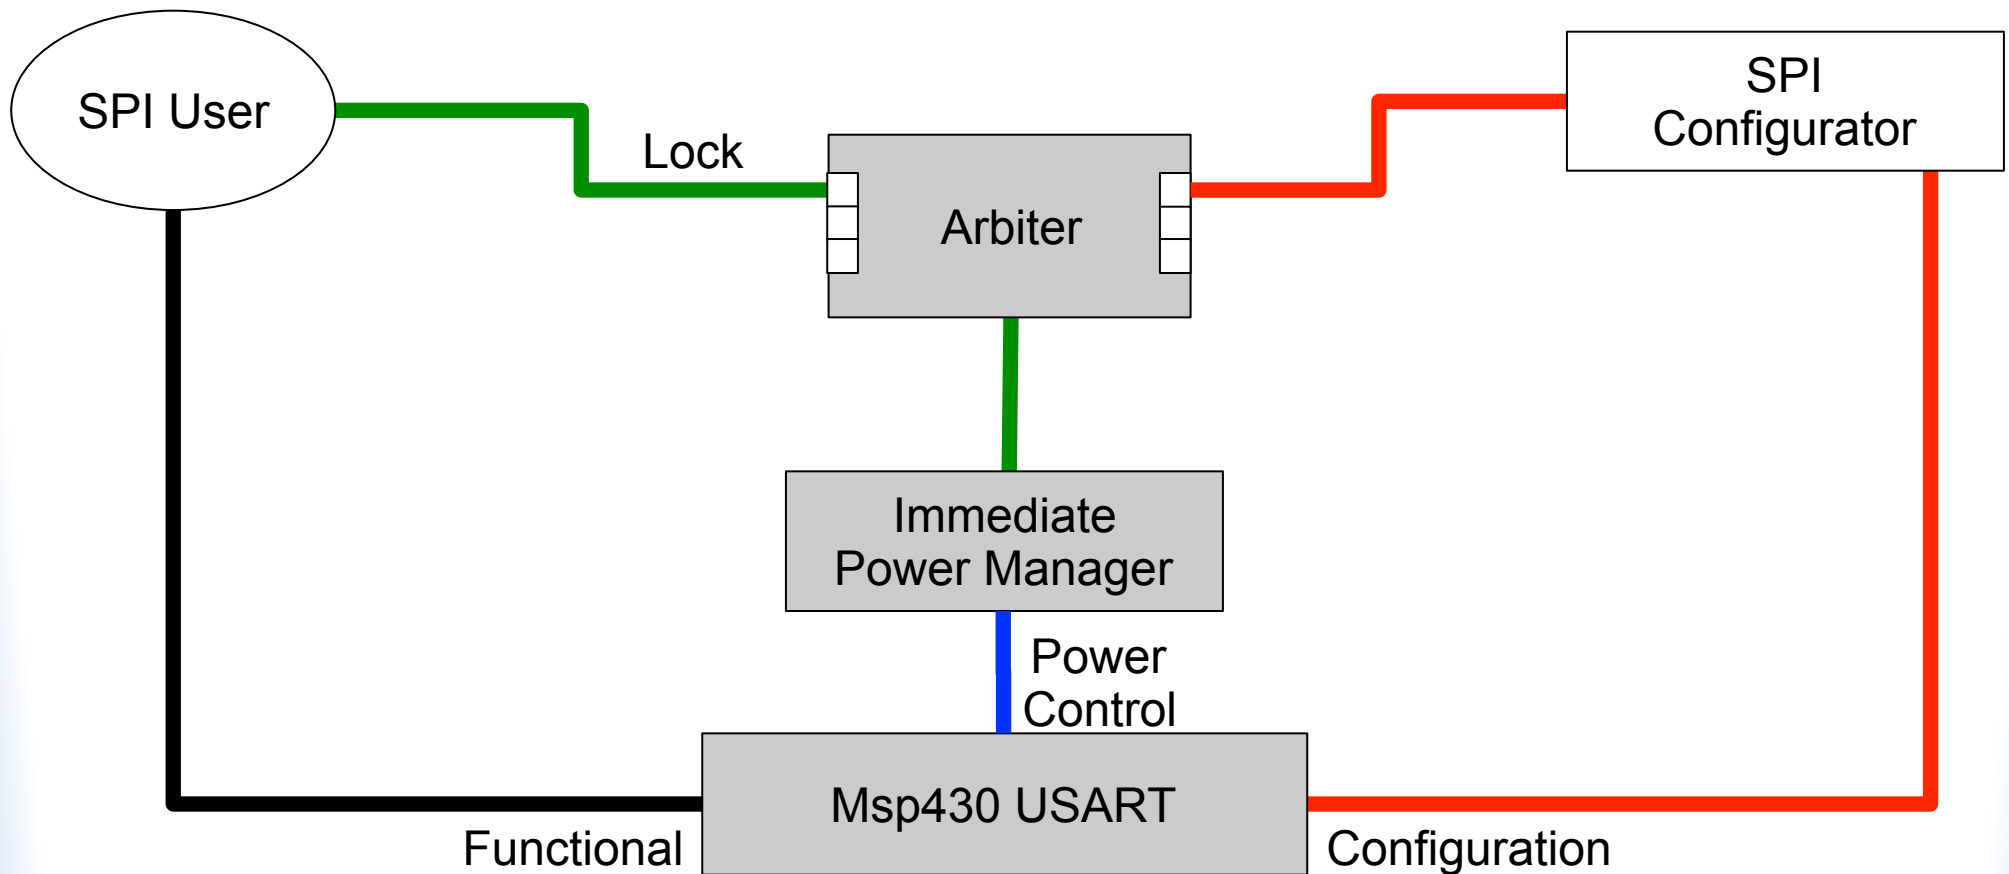 SPI User
Lock
Arbiter
SPI
Configurator
Immediate
Power Manager
Power
Control
Msp430 USART
Functional
Configuration